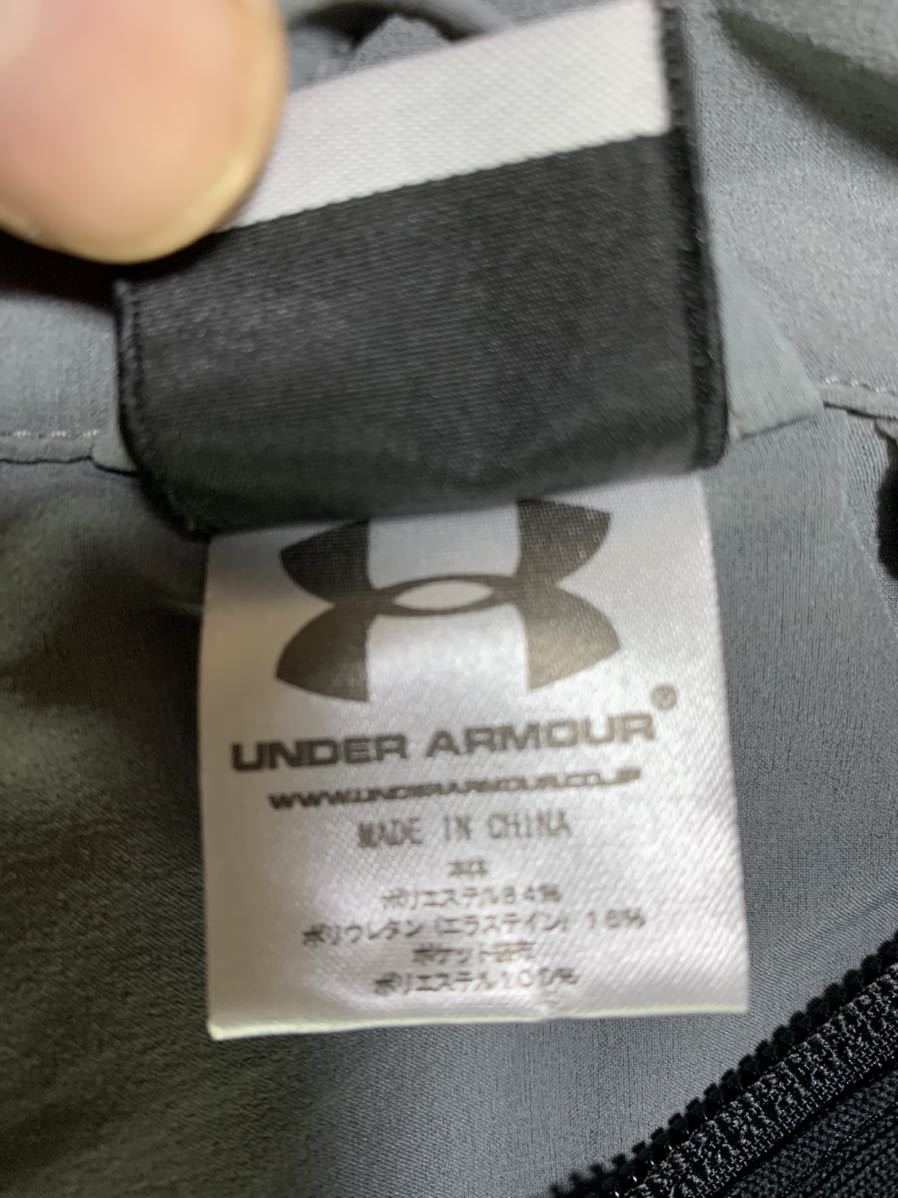 UNDER ARMOUR®
WWW.UNDERARMOUR.CO.JP
MADE IN CHINA
本体
ポリエステル84%
ポリウレタン(エラステイン)16%
ポケット
ポリエステル100%